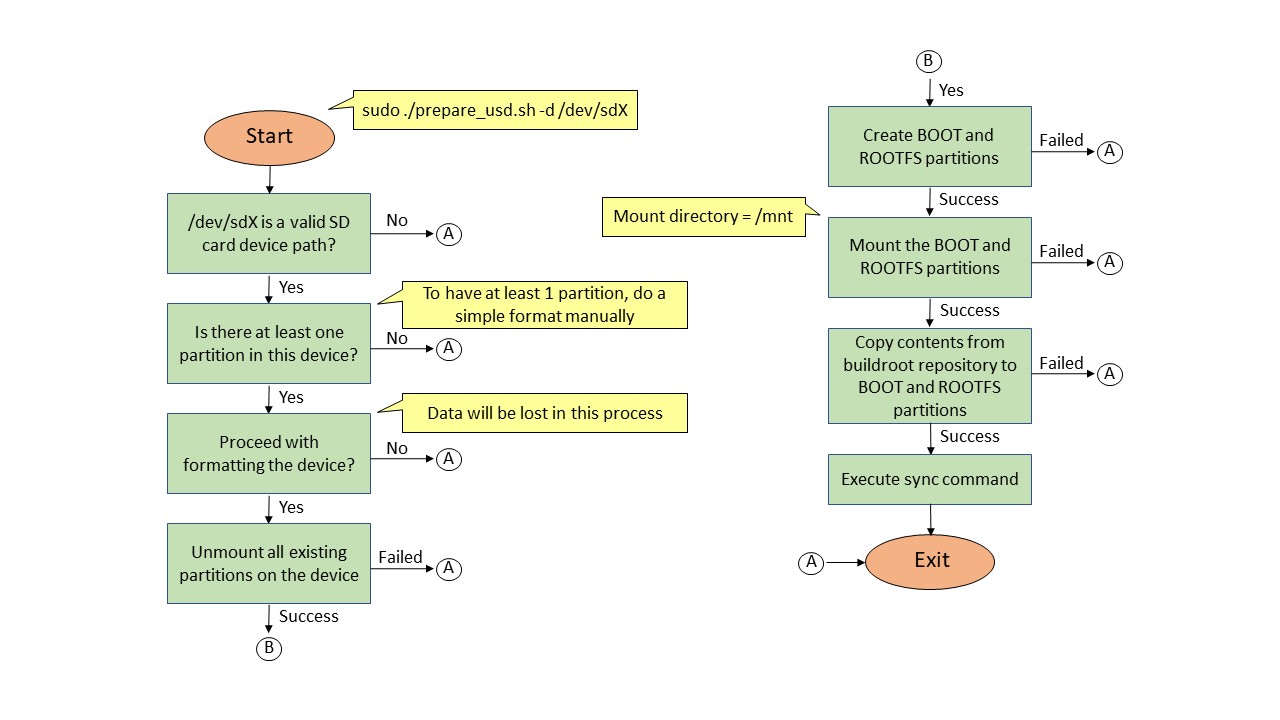 sudo ./prepare_usd.sh -d /dev/sdX
Start
/dev/sdX is a valid SD
card device path?
No
A
Yes
To have at least 1 partition, do a
simple format manually
Is there at least one
partition in this device?
No
A
Yes
Data will be lost in this process
Proceed with
formatting the device?
No
A
Yes
Unmount all existing
partitions on the device
Failed
A
Success
B
B
Yes
Create BOOT and
ROOTFS partitions
Failed
A
Success
Mount directory = /mnt
Mount the BOOT and
ROOTFS partitions
Failed
A
Success
Copy contents from
buildroot repository to
BOOT and ROOTFS
partitions
Failed
A
Success
Execute sync command
A
Exit